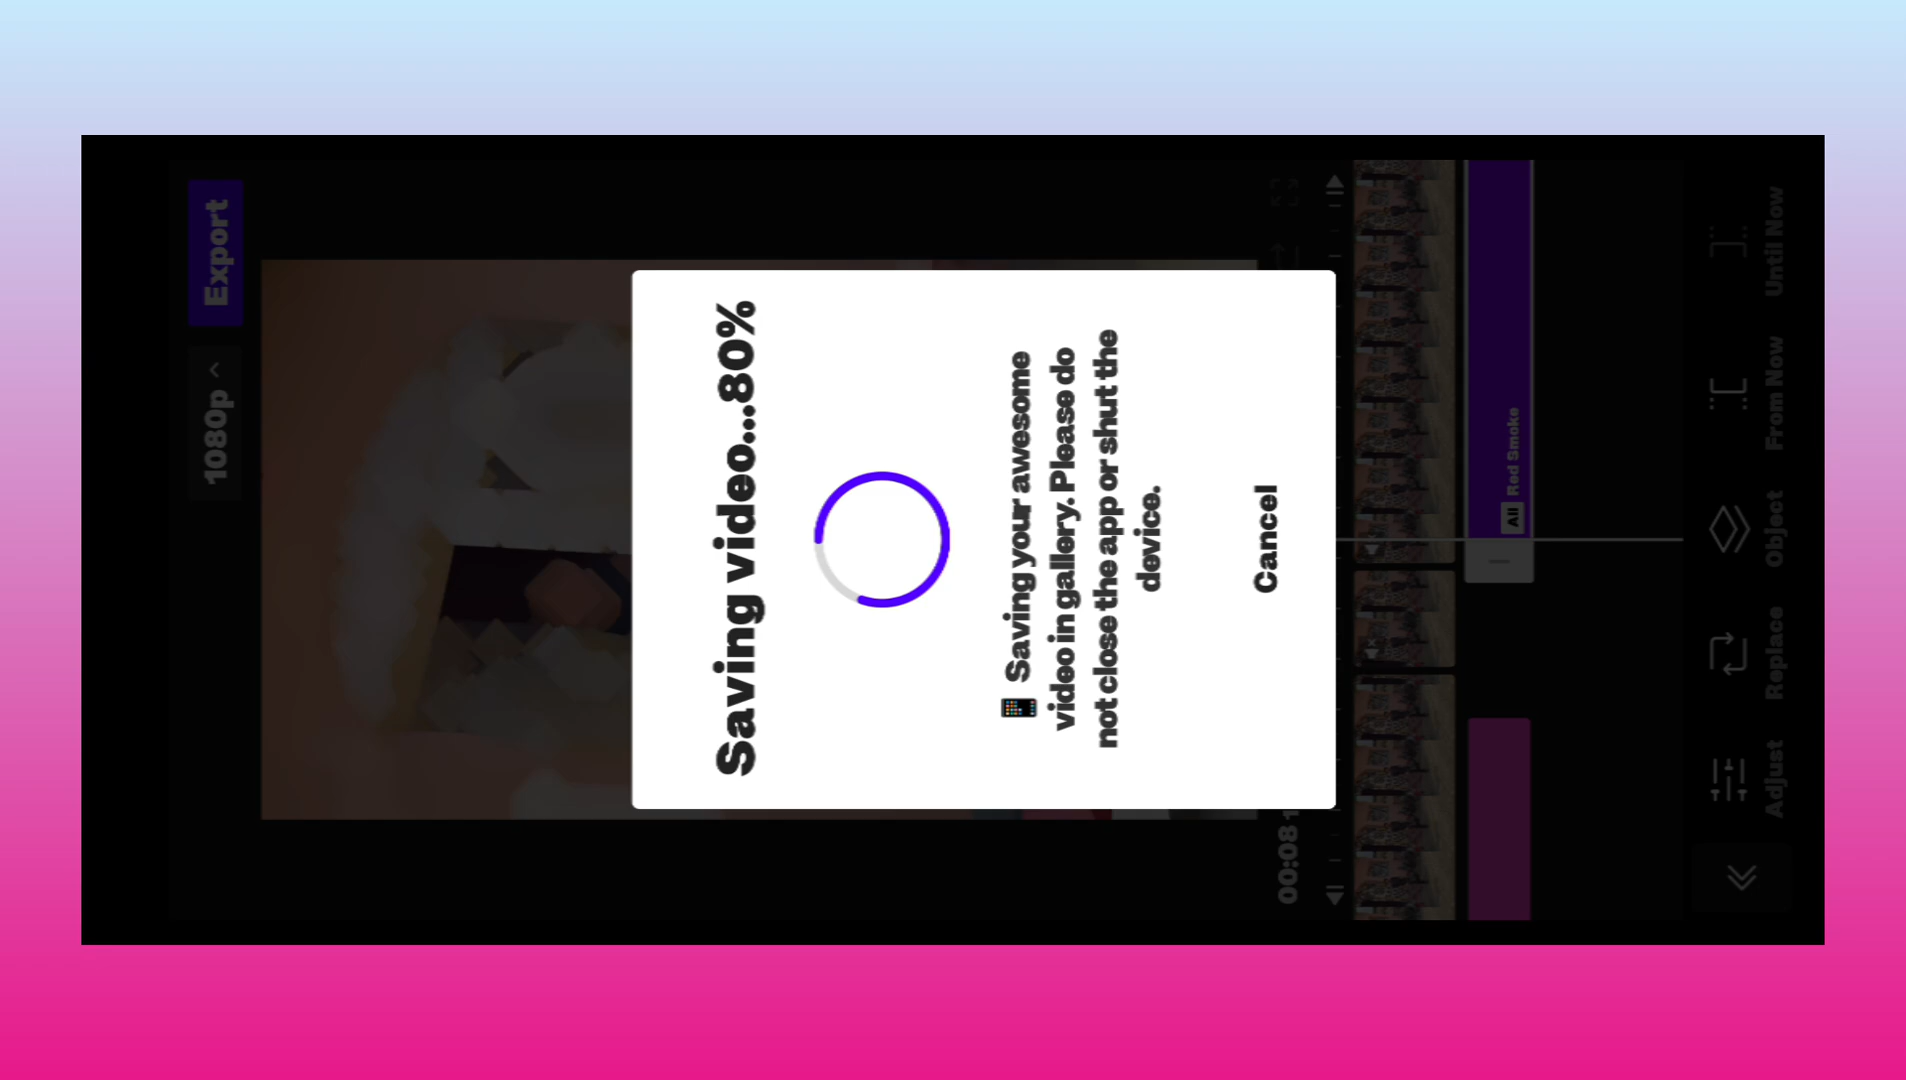 1080p
Export
Saving video...80%
📱 Saving your awesome
video in gallery. Please do
not close the app or shut the
device.
Cancel
00:08
All Red Smoke
Adjust
Replace
Object
From Now
Until Now